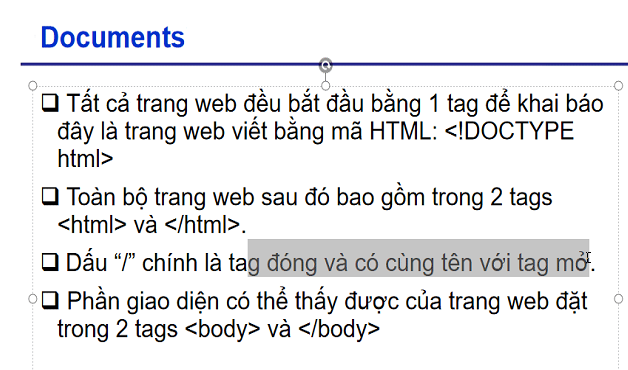 Documents
❑ Tất cả trang web đều bắt đầu bằng 1 tag để khai báo
đây là trang web viết bằng mã HTML: <!DOCTYPE
html>
❑ Toàn bộ trang web sau đó bao gồm trong 2 tags
<html> và </html>.
❑ Dấu “/” chính là tag đóng và có cùng tên với tag mở.
❑ Phần giao diện có thể thấy được của trang web đặt
trong 2 tags <body> và </body>